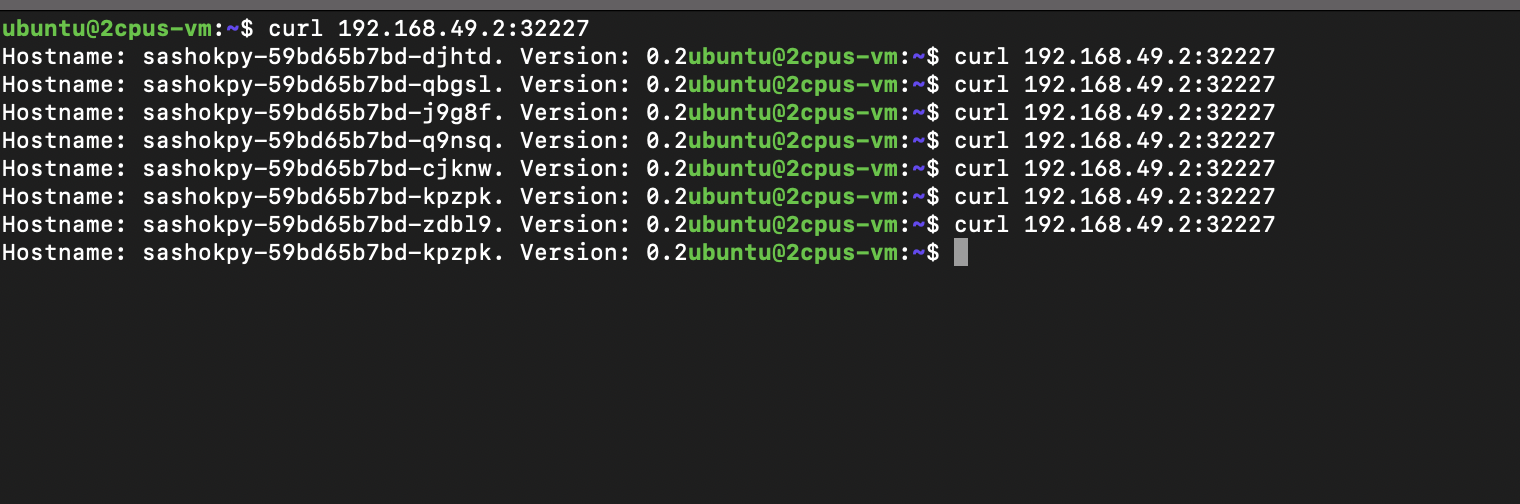 ubuntu@2cpus-vm:~$ curl 192.168.49.2:32227
Hostname: sashokpy-59bd65b7bd-djhtd. Version: 0.2ubuntu@2cpus-vm:~$ curl 192.168.49.2:32227
Hostname: sashokpy-59bd65b7bd-qbgsl. Version: 0.2ubuntu@2cpus-vm:~$ curl 192.168.49.2:32227
Hostname: sashokpy-59bd65b7bd-j9g8f. Version: 0.2ubuntu@2cpus-vm:~$ curl 192.168.49.2:32227
Hostname: sashokpy-59bd65b7bd-q9nsq. Version: 0.2ubuntu@2cpus-vm:~$ curl 192.168.49.2:32227
Hostname: sashokpy-59bd65b7bd-cjknw. Version: 0.2ubuntu@2cpus-vm:~$ curl 192.168.49.2:32227
Hostname: sashokpy-59bd65b7bd-kpzpk. Version: 0.2ubuntu@2cpus-vm:~$ curl 192.168.49.2:32227
Hostname: sashokpy-59bd65b7bd-zdbl9. Version: 0.2ubuntu@2cpus-vm:~$ curl 192.168.49.2:32227
Hostname: sashokpy-59bd65b7bd-kpzpk. Version: 0.2ubuntu@2cpus-vm:~$